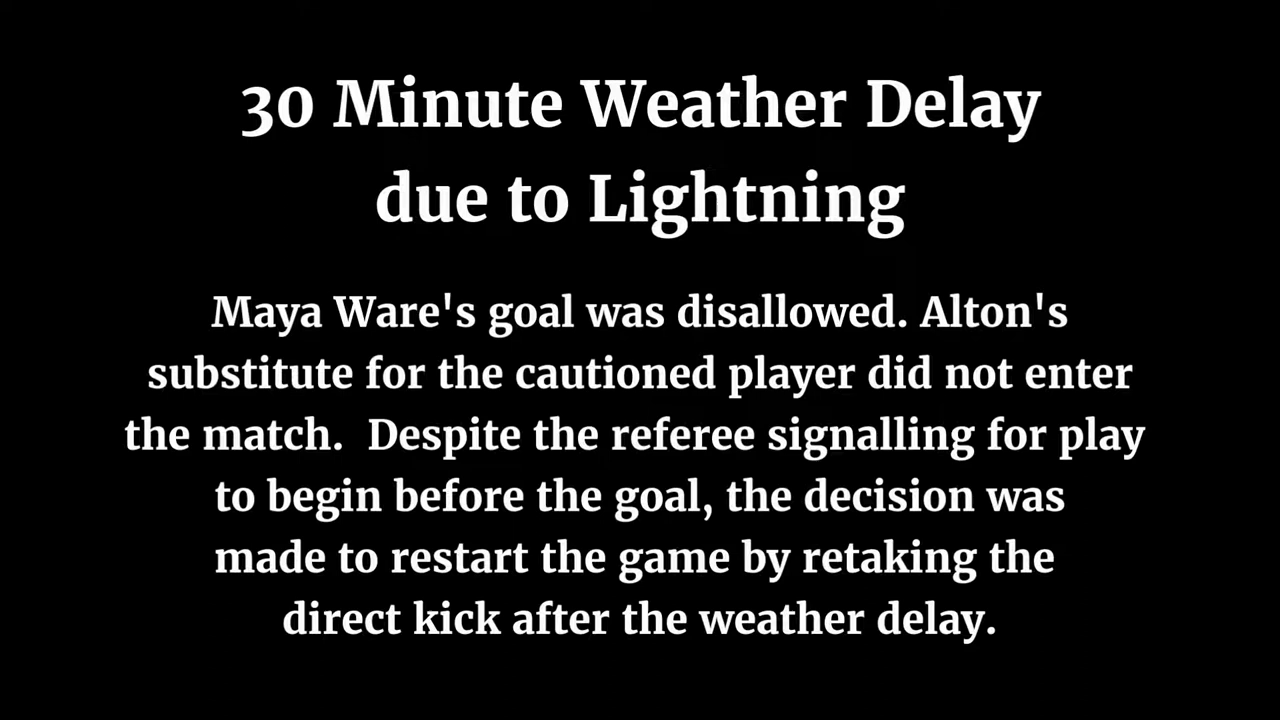 30 Minute Weather Delay
due to Lightning
Maya Ware's goal was disallowed. Alton's
substitute for the cautioned player did not enter
the match.  Despite the referee signalling for play
to begin before the goal, the decision was
made to restart the game by retaking the
direct kick after the weather delay.